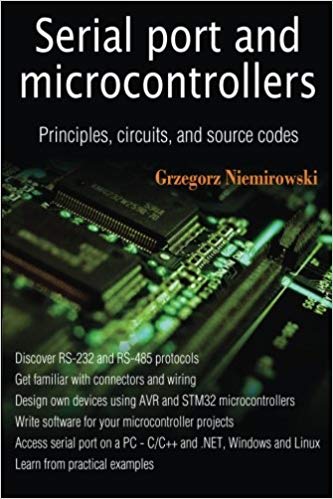 Serial port and
microcontrollers
Principles, circuits, and source codes
Grzegorz Niemirowski
Discover RS-232 and RS-485 protocols
Get familiar with connectors and wiring
Design own devices using AVR and STM32 microcontrollers
Write software for your microcontroller projects
Access serial port on a PC - C/C++ and .NET, Windows and Linux
Learn from practical examples